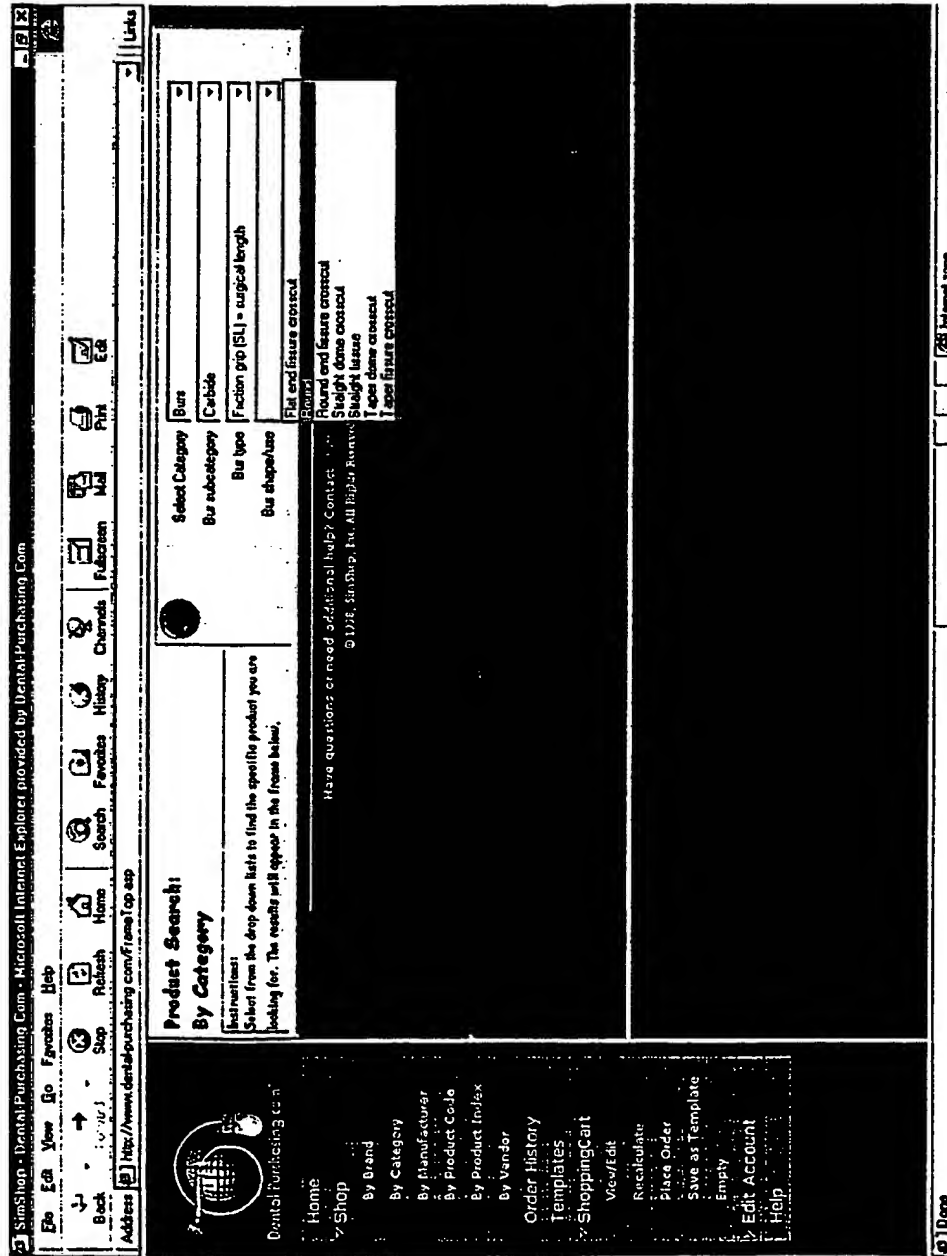 SimShop - Dental-Purchasing.Com - Microsoft Internet Explorer provided by Dental-Purchasing.Com
File Edit View Go Favorites Help
Back Stop Refresh Home Search Favorites History Channels Fullscreen Mail Print Edit
Address http://www.dental-purchasing.com/FrameTop.asp Links
Home
Shop
By Brand
By Category
By Manufacturer
By Product Code
By Product Index
By Vendor
Order History
Templates
ShoppingCart
View/Edit
Recalculate
Place Order
Save as Template
Empty
Edit Account
Help
Product Search:
By Category
Instructions:
Select from the drop down lists to find the specific product you are
looking for. The results will appear in the frame below.
Select Category Burs
Bur subcategory Carbide
Bur type Friction grip (SL) = surgical length
Bur shape/use
Flat end fissure crosscut
Round
Round end fissure crosscut
Straight dome crosscut
Straight fissure
Taper dome crosscut
Taper fissure crosscut
Have questions or need additional help? Contact
©1998, SimShop, Inc. All Rights
Done
Internet zone